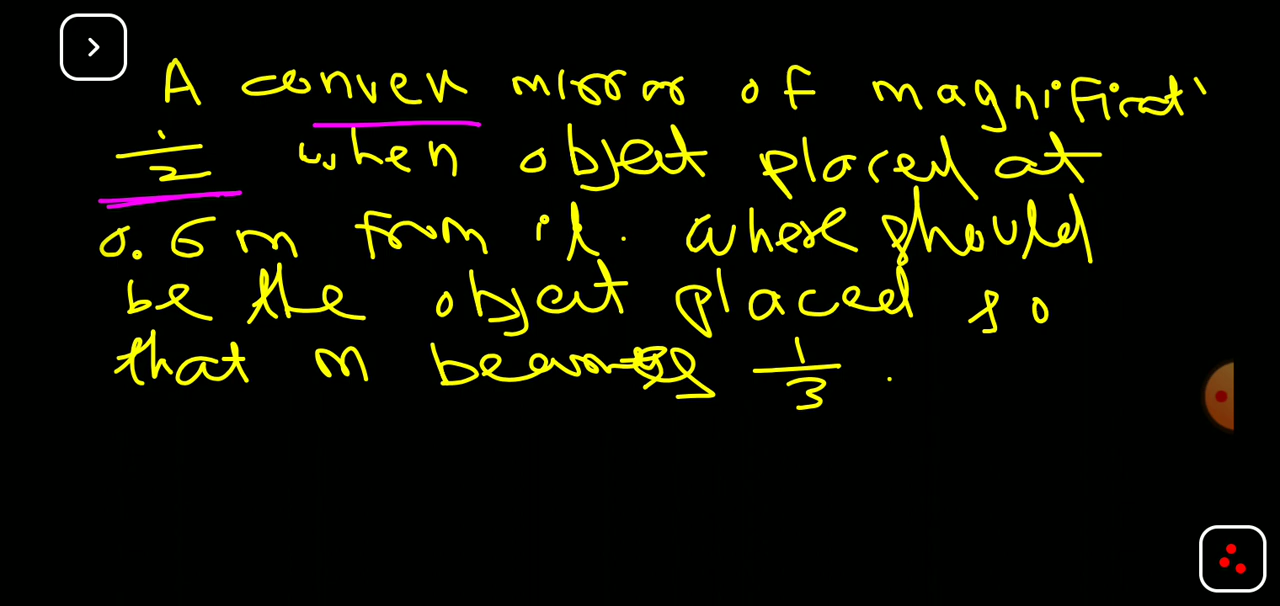 A convex mirror of magnificat'
1/2 when object placed at
0.6 m from it. where should
be the object placed so
that m becomes 1/3 .